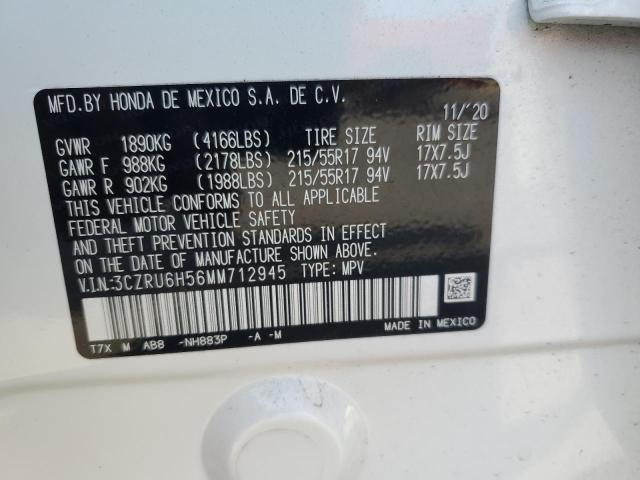 MFD.BY HONDA DE MEXICO S.A. DE C.V.
11/'20
GVWR 1890KG (4166LBS) TIRE SIZE RIM SIZE
GAWR F 988KG (2178LBS) 215/55R17 94V 17X7.5J
GAWR R 902KG (1988LBS) 215/55R17 94V 17X7.5J
THIS VEHICLE CONFORMS TO ALL APPLICABLE
FEDERAL MOTOR VEHICLE SAFETY
AND THEFT PREVENTION STANDARDS IN EFFECT
ON THE DATE OF MANUFACTURE SHOWN ABOVE.
V.I.N:3CZRU6H56MM712945 TYPE: MPV
MADE IN MEXICO
T7X M AB8 -NH883P -A -M